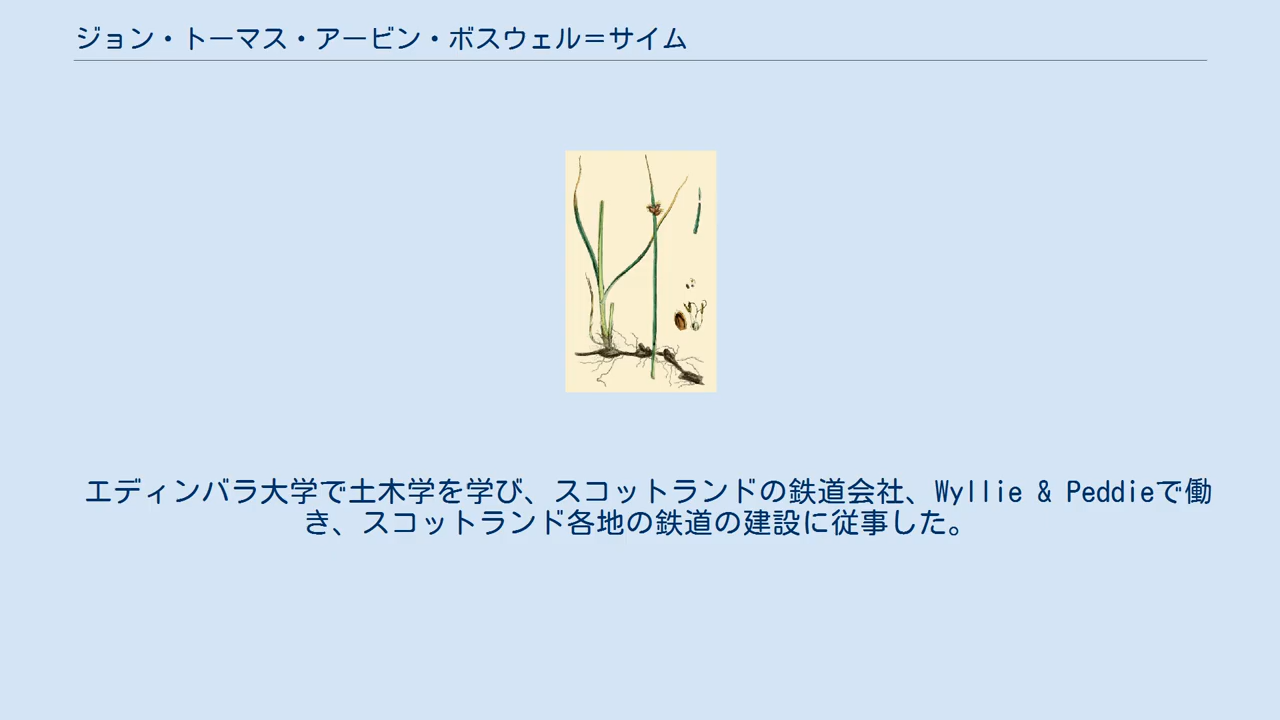 ジョン・トーマス・アービン・ボスウェル＝サイム
エディンバラ大学で土木学を学び、スコットランドの鉄道会社、Wyllie & Peddieで働
き、スコットランド各地の鉄道の建設に従事した。